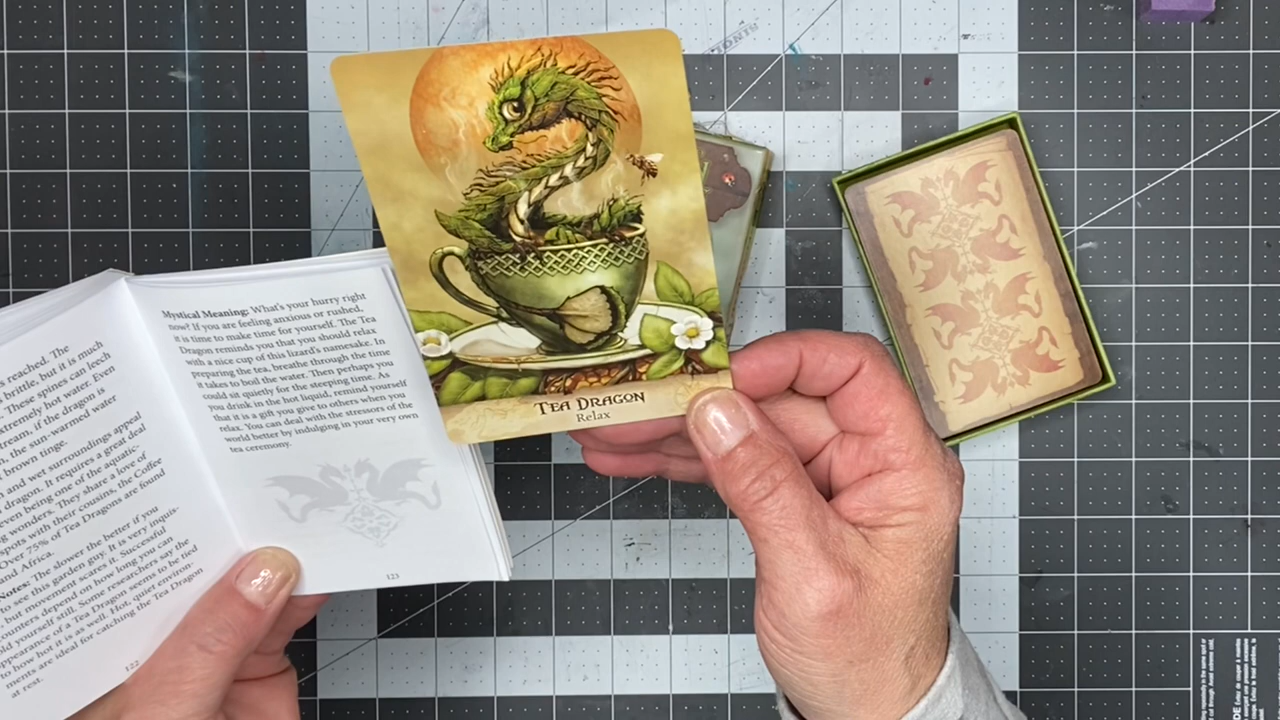 s reached. The
brittle, but it is much
. These spines can leech
tremely hot water. Even
ream, if the dragon is
h, the sun-warmed water
brown tinge.
n and wet surroundings appeal
dragon. It requires a great deal
even being one of the aquatic-
wonders. They share a love of
spots with their cousins, the Coffee
Over 75% of Tea Dragons are found
and Africa.
Notes: The slower the better if you
to see this garden guy. It is very inquis-
, but movement scares it. Successful
ounters depend on how long you can
old yourself still. Some researchers say the
appearance of a Tea Dragon seems to be tied
to how hot it is as well. Hot, quiet environ-
ments are ideal for catching the Tea Dragon
at rest.
122
Mystical Meaning: What's your hurry right
now? If you are feeling anxious or rushed,
it is time to make time for yourself. The Tea
Dragon reminds you that you should relax
with a nice cup of this lizard's namesake. In
preparing the tea, breathe through the time
it takes to boil the water. Then perhaps you
could sit quietly for the steeping time. As
you drink in the hot liquid, remind yourself
that it is a gift you give to others when you
relax. You can deal with the stressors of the
world better by indulging in your very own
tea ceremony.
123
TEA DRAGON
Relax